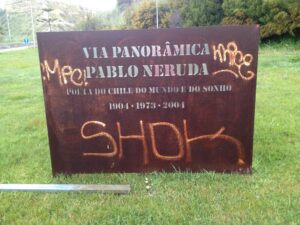 VIA PANORÂMICA
PABLO NERUDA
POETA DO CHILE DO MUNDO E DO SONHO
1904 · 1973 · 2004
SHOK